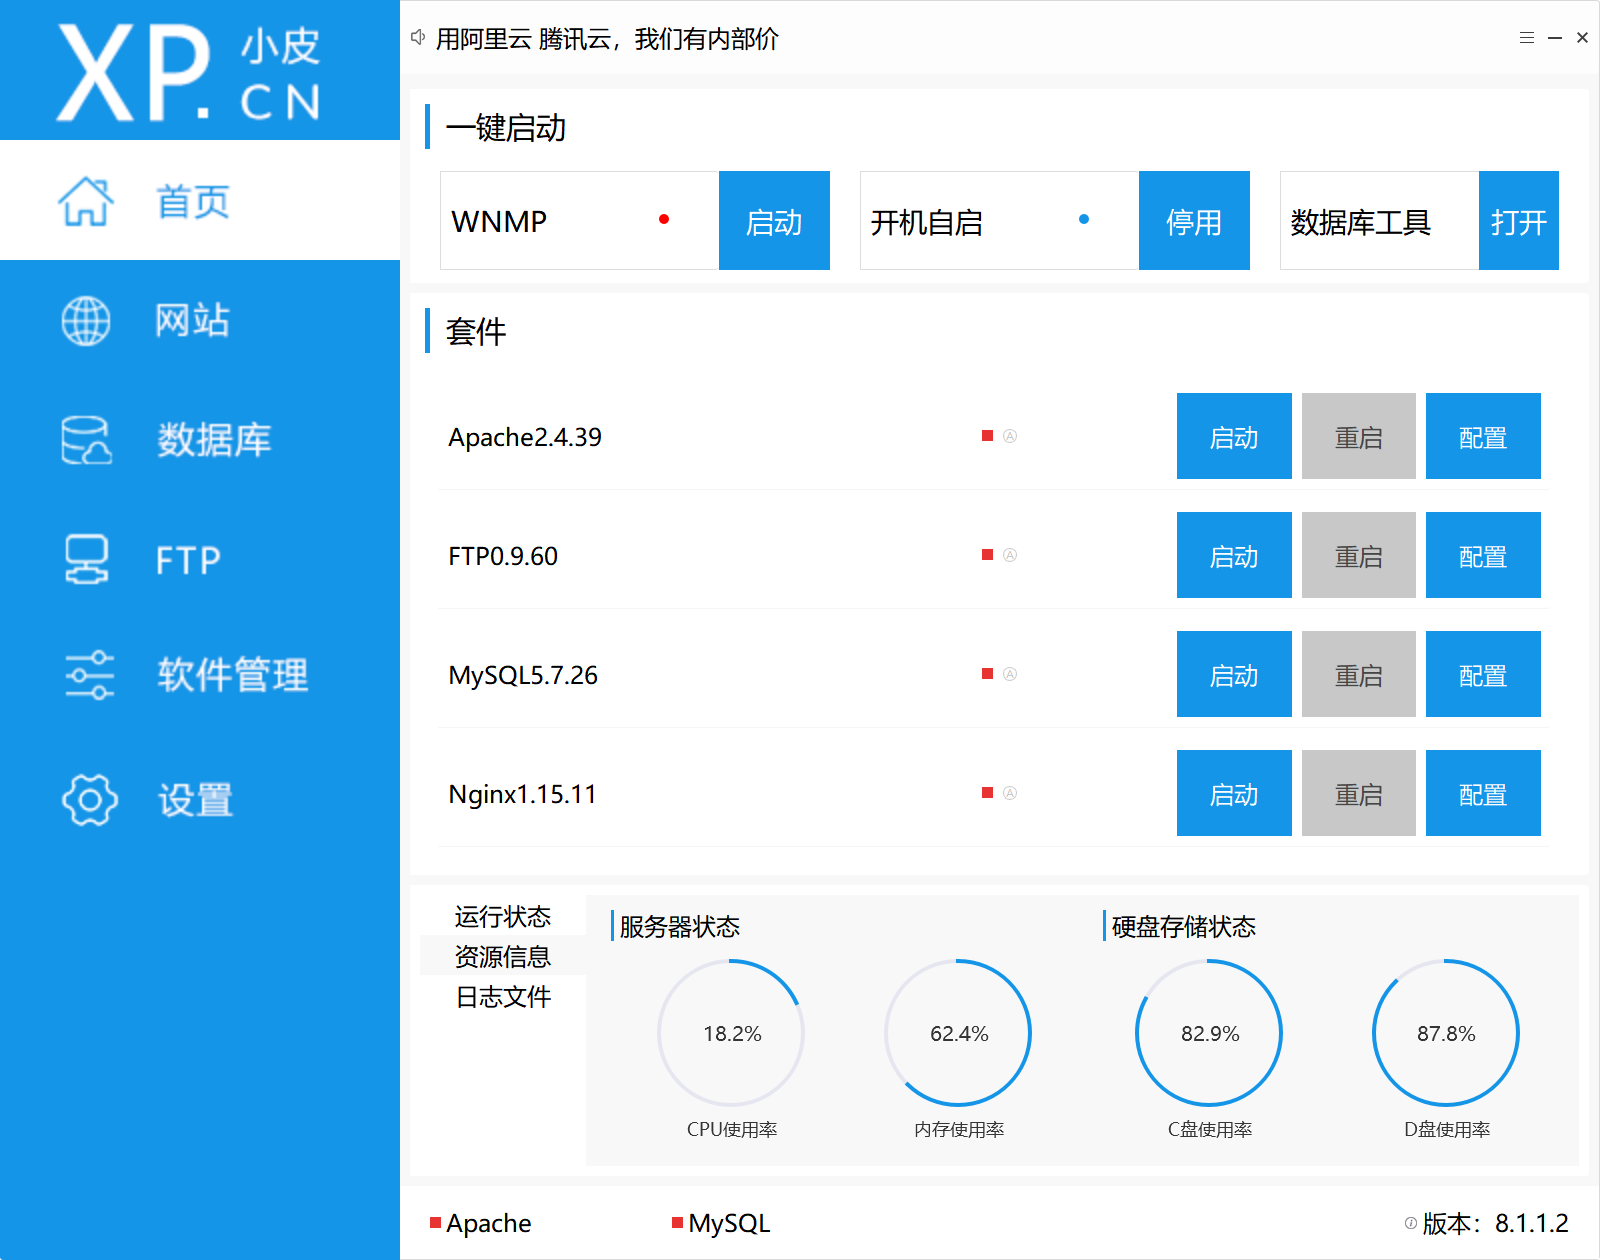 XP. 小皮 CN
用阿里云 腾讯云，我们有内部价
首页
网站
数据库
FTP
软件管理
设置
一键启动
WNMP 启动 开机自启 停用 数据库工具 打开
套件
Apache2.4.39 Ⓐ 启动 重启 配置
FTP0.9.60 Ⓐ 启动 重启 配置
MySQL5.7.26 Ⓐ 启动 重启 配置
Nginx1.15.11 Ⓐ 启动 重启 配置
运行状态
资源信息
日志文件
服务器状态 硬盘存储状态
18.2% 62.4% 82.9% 87.8%
CPU使用率 内存使用率 C盘使用率 D盘使用率
Apache MySQL 版本：8.1.1.2